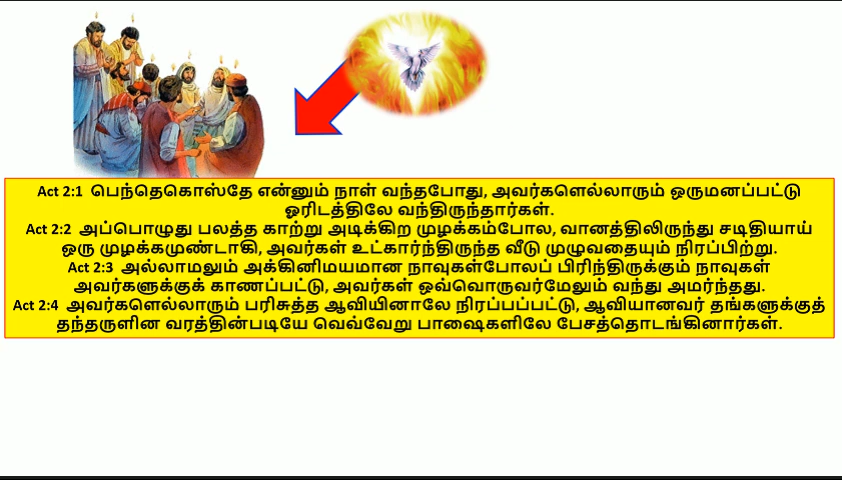 Act 2:1 பெந்தெகொஸ்தே என்னும் நாள் வந்தபோது, அவர்களெல்லாரும் ஒருமனப்பட்டு
ஓரிடத்திலே வந்திருந்தார்கள்.
Act 2:2 அப்பொழுது பலத்த காற்று அடிக்கிற முழக்கம்போல, வானத்திலிருந்து சடிதியாய்
ஒரு முழக்கமுண்டாகி, அவர்கள் உட்கார்ந்திருந்த வீடு முழுவதையும் நிரப்பிற்று.
Act 2:3 அல்லாமலும் அக்கினிமயமான நாவுகள்போலப் பிரிந்திருக்கும் நாவுகள்
அவர்களுக்குக் காணப்பட்டு, அவர்கள் ஒவ்வொருவர்மேலும் வந்து அமர்ந்தது.
Act 2:4 அவர்களெல்லாரும் பரிசுத்த ஆவியினாலே நிரப்பப்பட்டு, ஆவியானவர் தங்களுக்குத்
தந்தருளின வரத்தின்படியே வெவ்வேறு பாஷைகளிலே பேசத்தொடங்கினார்கள்.